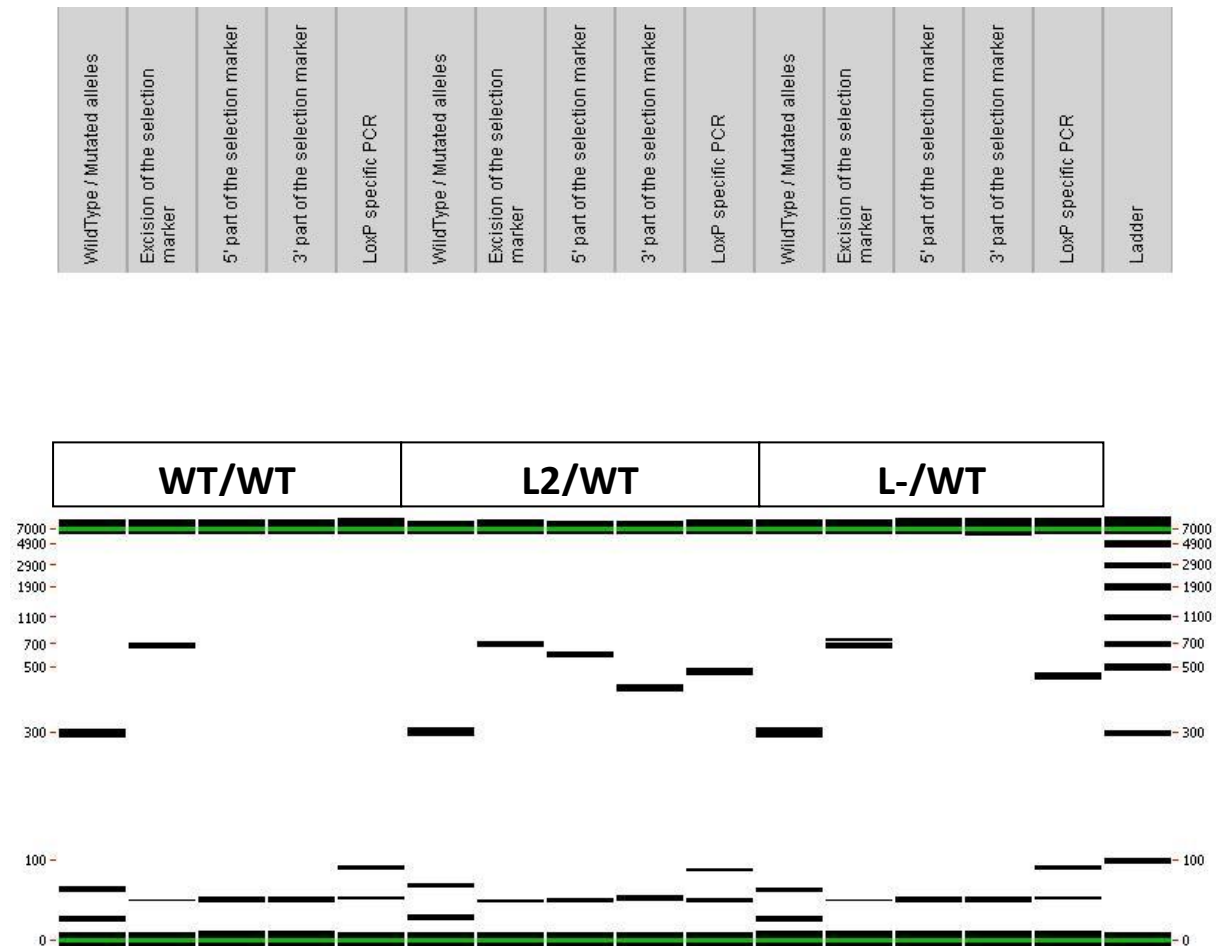 WildType / Mutated alleles
Excision of the selection
marker
5' part of the selection marker
3' part of the selection marker
LoxP specific PCR
WildType / Mutated alleles
Excision of the selection
marker
5' part of the selection marker
3' part of the selection marker
LoxP specific PCR
WildType / Mutated alleles
Excision of the selection
marker
5' part of the selection marker
3' part of the selection marker
LoxP specific PCR
Ladder
WT/WT L2/WT L-/WT
7000 7000
4900 4900
2900 2900
1900 1900
1100 1100
700 700
500 500
300 300
100 100
0 0